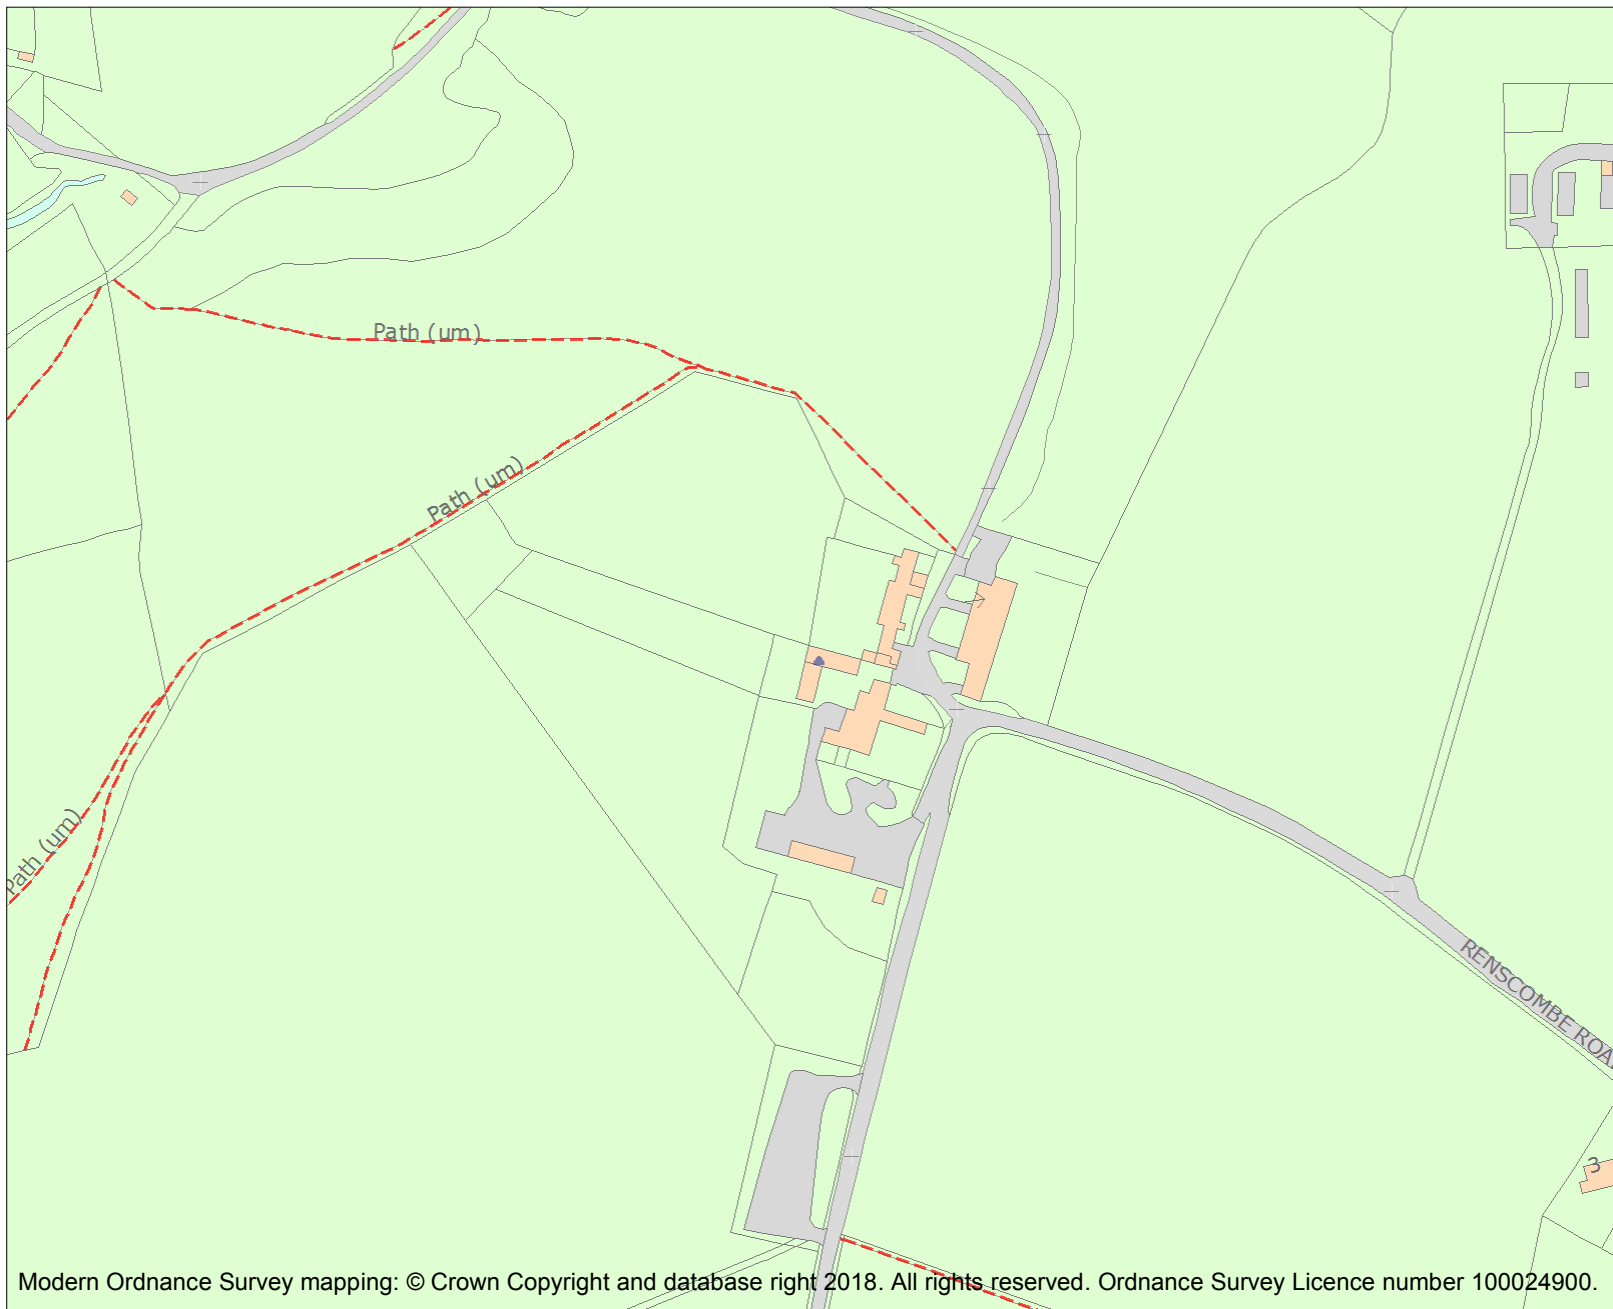 Path (um)
Path (um)
Path (um)
RENSCOMBE ROA
3
Modern Ordnance Survey mapping: © Crown Copyright and database right 2018. All rights reserved. Ordnance Survey Licence number 100024900.